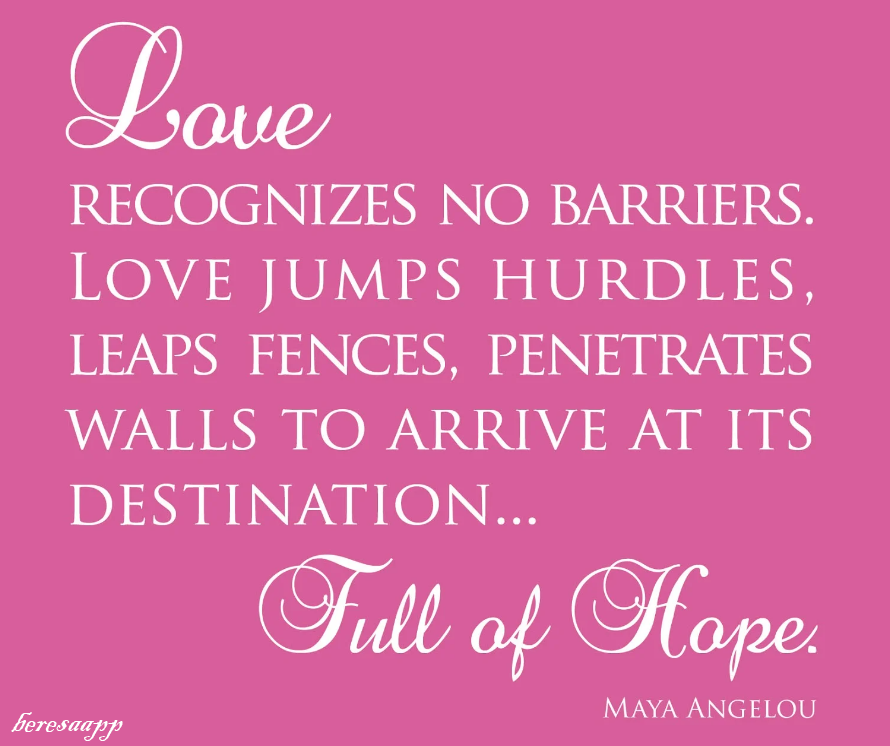 Love
RECOGNIZES NO BARRIERS.
LOVE JUMPS HURDLES,
LEAPS FENCES, PENETRATES
WALLS TO ARRIVE AT ITS
DESTINATION...
Full of Hope.
MAYA ANGELOU
beresaapp